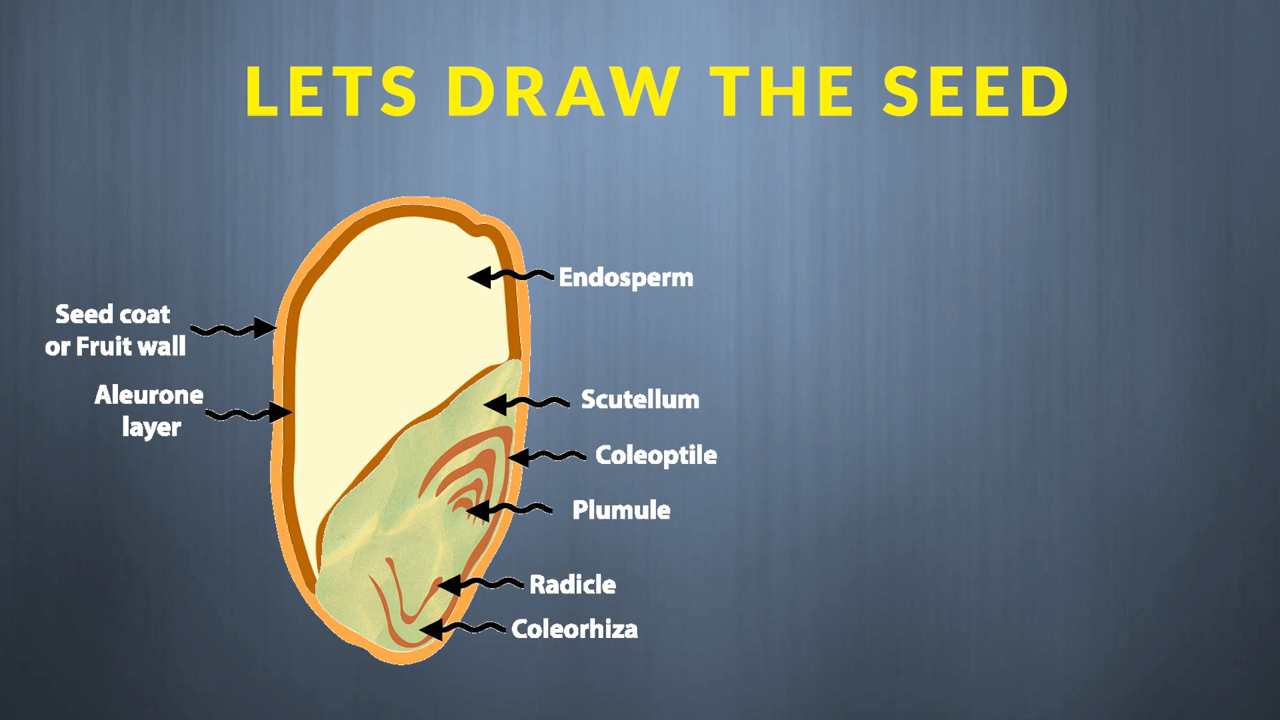 LETS DRAW THE SEED
Endosperm
Seed coat
or Fruit wall
Aleurone
layer
Scutellum
Coleoptile
Plumule
Radicle
Coleorhiza